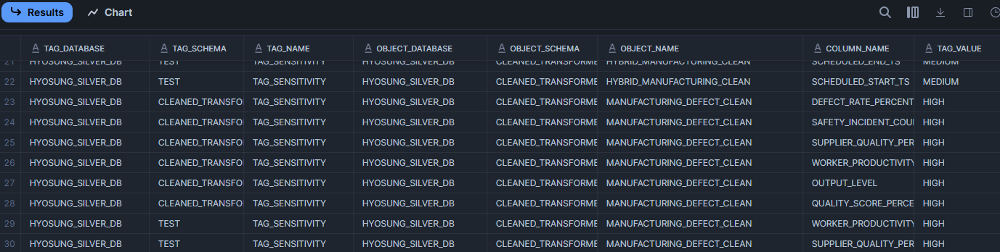 Results Chart
TAG_DATABASE TAG_SCHEMA TAG_NAME OBJECT_DATABASE OBJECT_SCHEMA OBJECT_NAME COLUMN_NAME TAG_VALUE
21 HYOSUNG_SILVER_DB TEST TAG_SENSITIVITY HYOSUNG_SILVER_DB CLEANED_TRANSFORME HYBRID_MANUFACTURING_CLEAN SCHEDULED_END_TS MEDIUM
22 HYOSUNG_SILVER_DB TEST TAG_SENSITIVITY HYOSUNG_SILVER_DB CLEANED_TRANSFORME HYBRID_MANUFACTURING_CLEAN SCHEDULED_START_TS MEDIUM
23 HYOSUNG_SILVER_DB CLEANED_TRANSFO TAG_SENSITIVITY HYOSUNG_SILVER_DB CLEANED_TRANSFORME MANUFACTURING_DEFECT_CLEAN DEFECT_RATE_PERCENT HIGH
24 HYOSUNG_SILVER_DB CLEANED_TRANSFO TAG_SENSITIVITY HYOSUNG_SILVER_DB CLEANED_TRANSFORME MANUFACTURING_DEFECT_CLEAN SAFETY_INCIDENT_COU HIGH
25 HYOSUNG_SILVER_DB CLEANED_TRANSFO TAG_SENSITIVITY HYOSUNG_SILVER_DB CLEANED_TRANSFORME MANUFACTURING_DEFECT_CLEAN SUPPLIER_QUALITY_PER HIGH
26 HYOSUNG_SILVER_DB CLEANED_TRANSFO TAG_SENSITIVITY HYOSUNG_SILVER_DB CLEANED_TRANSFORME MANUFACTURING_DEFECT_CLEAN WORKER_PRODUCTIVITY HIGH
27 HYOSUNG_SILVER_DB CLEANED_TRANSFO TAG_SENSITIVITY HYOSUNG_SILVER_DB CLEANED_TRANSFORME MANUFACTURING_DEFECT_CLEAN OUTPUT_LEVEL HIGH
28 HYOSUNG_SILVER_DB CLEANED_TRANSFO TAG_SENSITIVITY HYOSUNG_SILVER_DB CLEANED_TRANSFORME MANUFACTURING_DEFECT_CLEAN QUALITY_SCORE_PERCE HIGH
29 HYOSUNG_SILVER_DB TEST TAG_SENSITIVITY HYOSUNG_SILVER_DB CLEANED_TRANSFORME MANUFACTURING_DEFECT_CLEAN WORKER_PRODUCTIVITY HIGH
30 HYOSUNG_SILVER_DB TEST TAG_SENSITIVITY HYOSUNG_SILVER_DB CLEANED_TRANSFORME MANUFACTURING_DEFECT_CLEAN SUPPLIER_QUALITY_PER HIGH